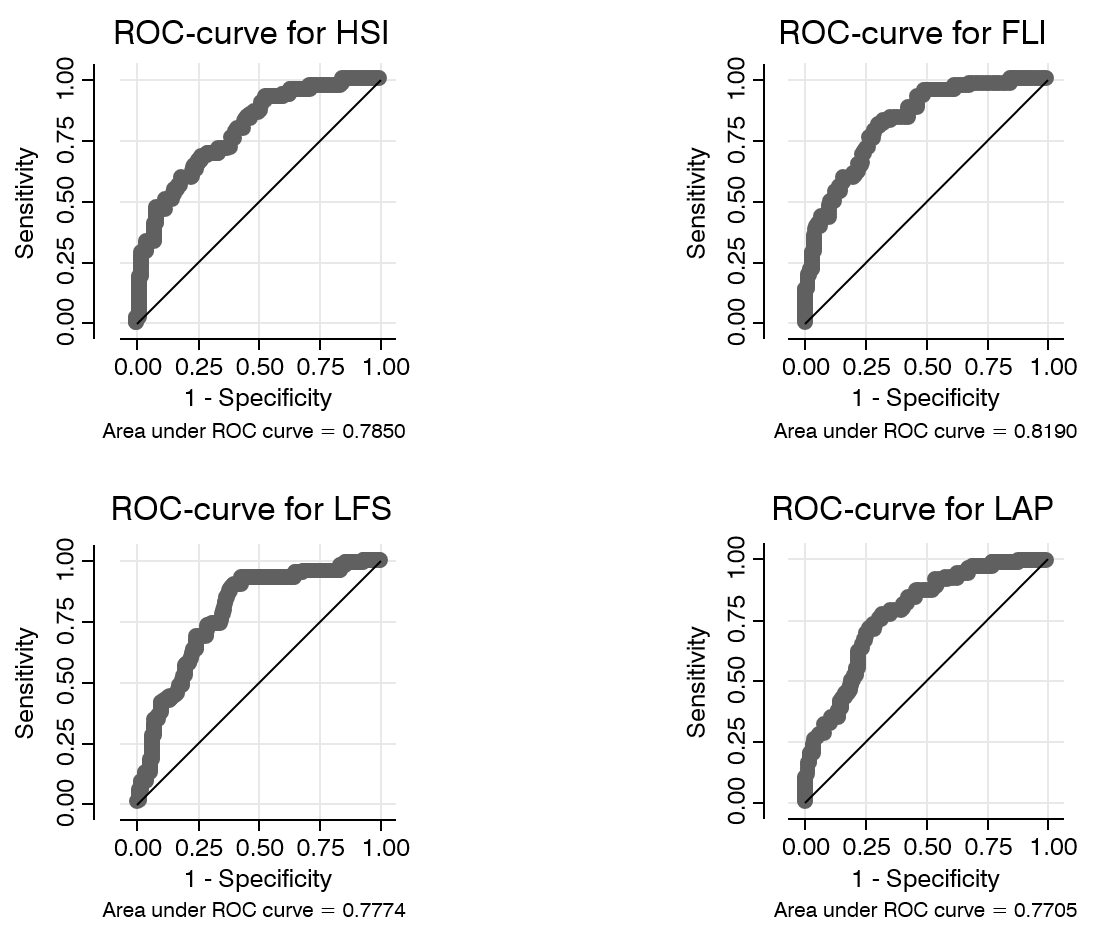 ROC-curve for HSI
Sensitivity
1.00
0.75
0.50
0.25
0.00
0.00 0.25 0.50 0.75 1.00
1 - Specificity
Area under ROC curve = 0.7850
ROC-curve for FLI
Sensitivity
1.00
0.75
0.50
0.25
0.00
0.00 0.25 0.50 0.75 1.00
1 - Specificity
Area under ROC curve = 0.8190
ROC-curve for LFS
Sensitivity
1.00
0.75
0.50
0.25
0.00
0.00 0.25 0.50 0.75 1.00
1 - Specificity
Area under ROC curve = 0.7774
ROC-curve for LAP
Sensitivity
1.00
0.75
0.50
0.25
0.00
0.00 0.25 0.50 0.75 1.00
1 - Specificity
Area under ROC curve = 0.7705